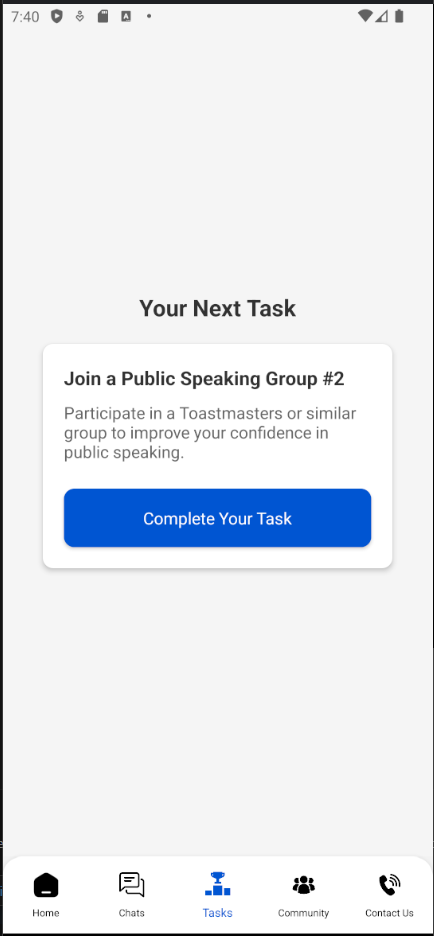 7:40
Your Next Task
Join a Public Speaking Group #2
Participate in a Toastmasters or similar
group to improve your confidence in
public speaking.
Complete Your Task
Home
Chats
Tasks
Community
Contact Us